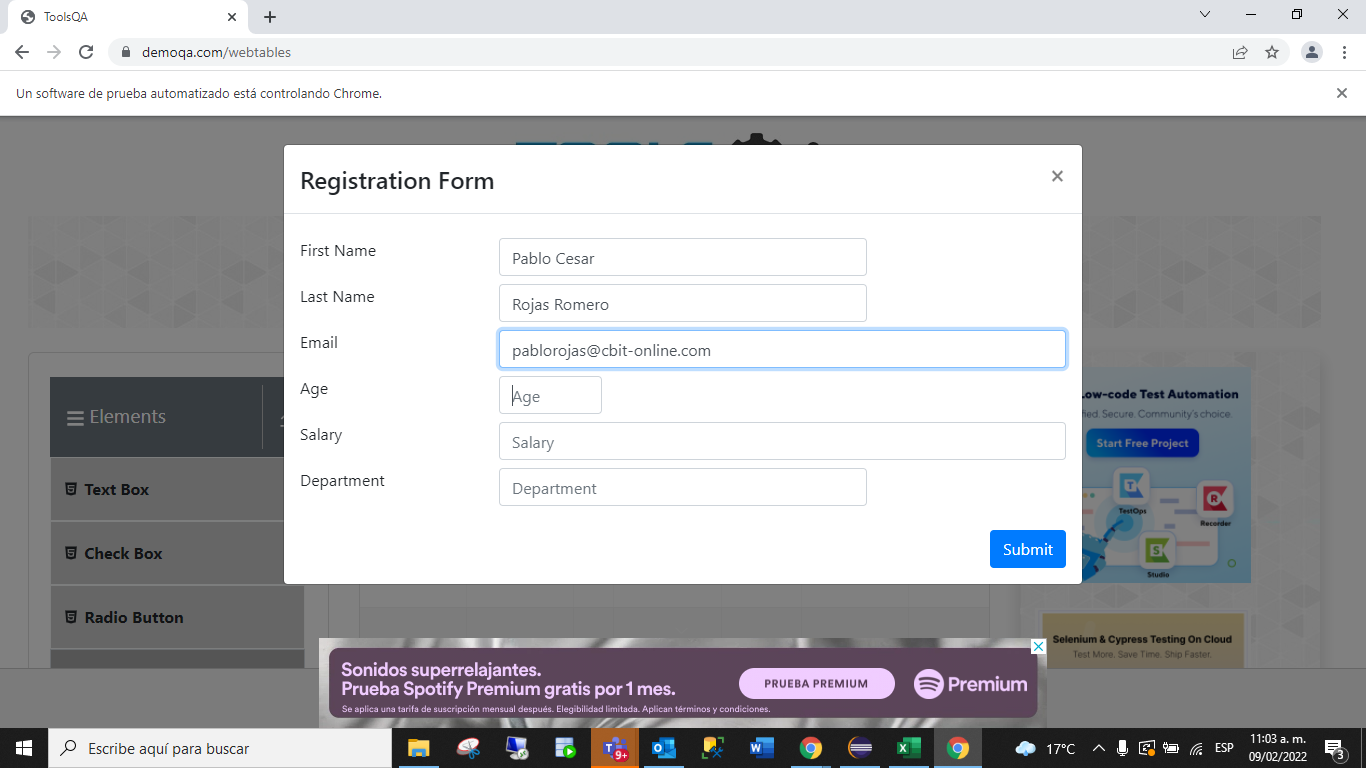 ToolsQA
demoqa.com/webtables
Un software de prueba automatizado está controlando Chrome.
Registration Form
First Name
Pablo Cesar
Last Name
Rojas Romero
Email
pablorojas@cbit-online.com
Age
Age
Salary
Salary
Department
Department
Submit
Elements
Text Box
Check Box
Radio Button
Low-code Test Automation
Secure. Community's choice.
Start Free Project
TestOps
Recorder
Studio
Selenium & Cypress Testing On Cloud
Test More. Save Time. Ship Faster.
Sonidos superrelajantes.
Prueba Spotify Premium gratis por 1 mes.
Se aplica una tarifa de suscripción mensual después. Elegibilidad limitada. Aplican términos y condiciones.
PRUEBA PREMIUM
Premium
Escribe aquí para buscar
9+
17°C
ESP
11:03 a. m.
09/02/2022
3